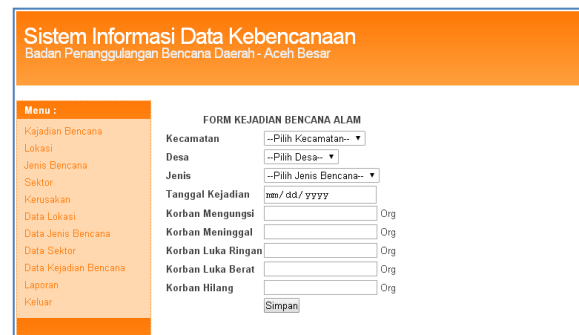 Sistem Informasi Data Kebencanaan
Badan Penanggulangan Bencana Daerah - Aceh Besar
Menu :
Kajadian Bencana
Lokasi
Jenis Bencana
Sektor
Kerusakan
Data Lokasi
Data Jenis Bencana
Data Sektor
Data Kejadian Bencana
Laporan
Keluar
FORM KEJADIAN BENCANA ALAM
Kecamatan --Pilih Kecamatan--
Desa --Pilih Desa--
Jenis --Pilih Jenis Bencana--
Tanggal Kejadian mm/dd/yyyy
Korban Mengungsi Org
Korban Meninggal Org
Korban Luka Ringan Org
Korban Luka Berat Org
Korban Hilang Org
Simpan